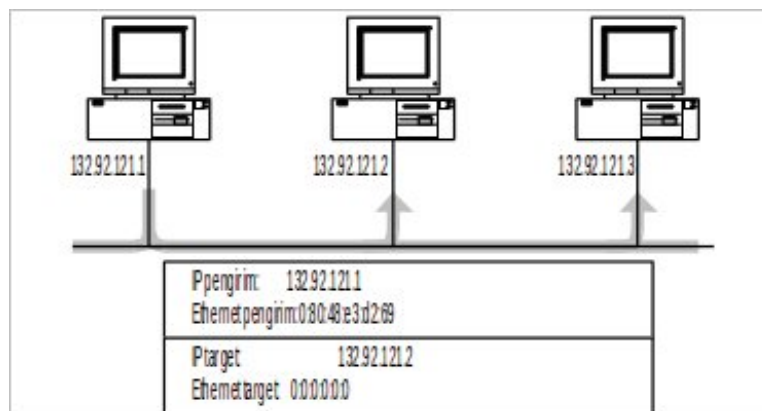 132.92.121.1
132.92.121.2
132.92.121.3
IP pengirim: 132.92.121.1
Ethernet pengirim:0:80:48:e3:d2:69
IP target 132.92.121.2
Ethernet target: 0:0:0:0:0:0